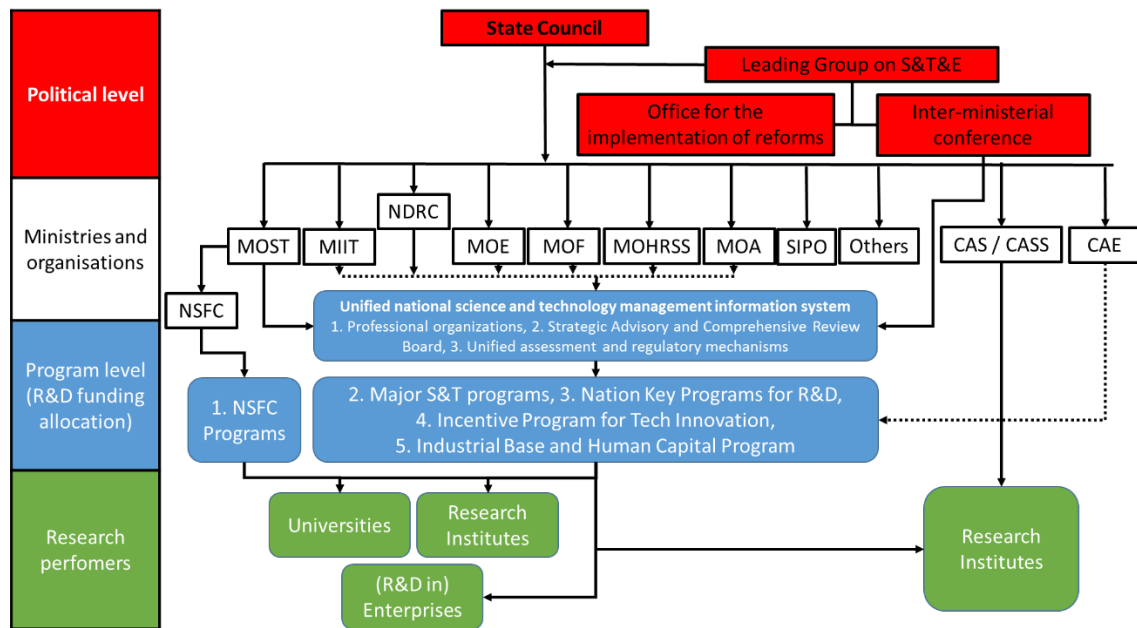 Political level
State Council
Leading Group on S&T&E
Office for the
implementation of reforms
Inter-ministerial
conference
Ministries and
organisations
NDRC
MOST
MIIT
MOE
MOF
MOHRSS
MOA
SIPO
Others
CAS / CASS
CAE
NSFC
Unified national science and technology management information system
1. Professional organizations, 2. Strategic Advisory and Comprehensive Review
Board, 3. Unified assessment and regulatory mechanisms
Program level
(R&D funding
allocation)
1. NSFC
Programs
2. Major S&T programs, 3. Nation Key Programs for R&D,
4. Incentive Program for Tech Innovation,
5. Industrial Base and Human Capital Program
Research
perfomers
Universities
Research
Institutes
(R&D in)
Enterprises
Research
Institutes